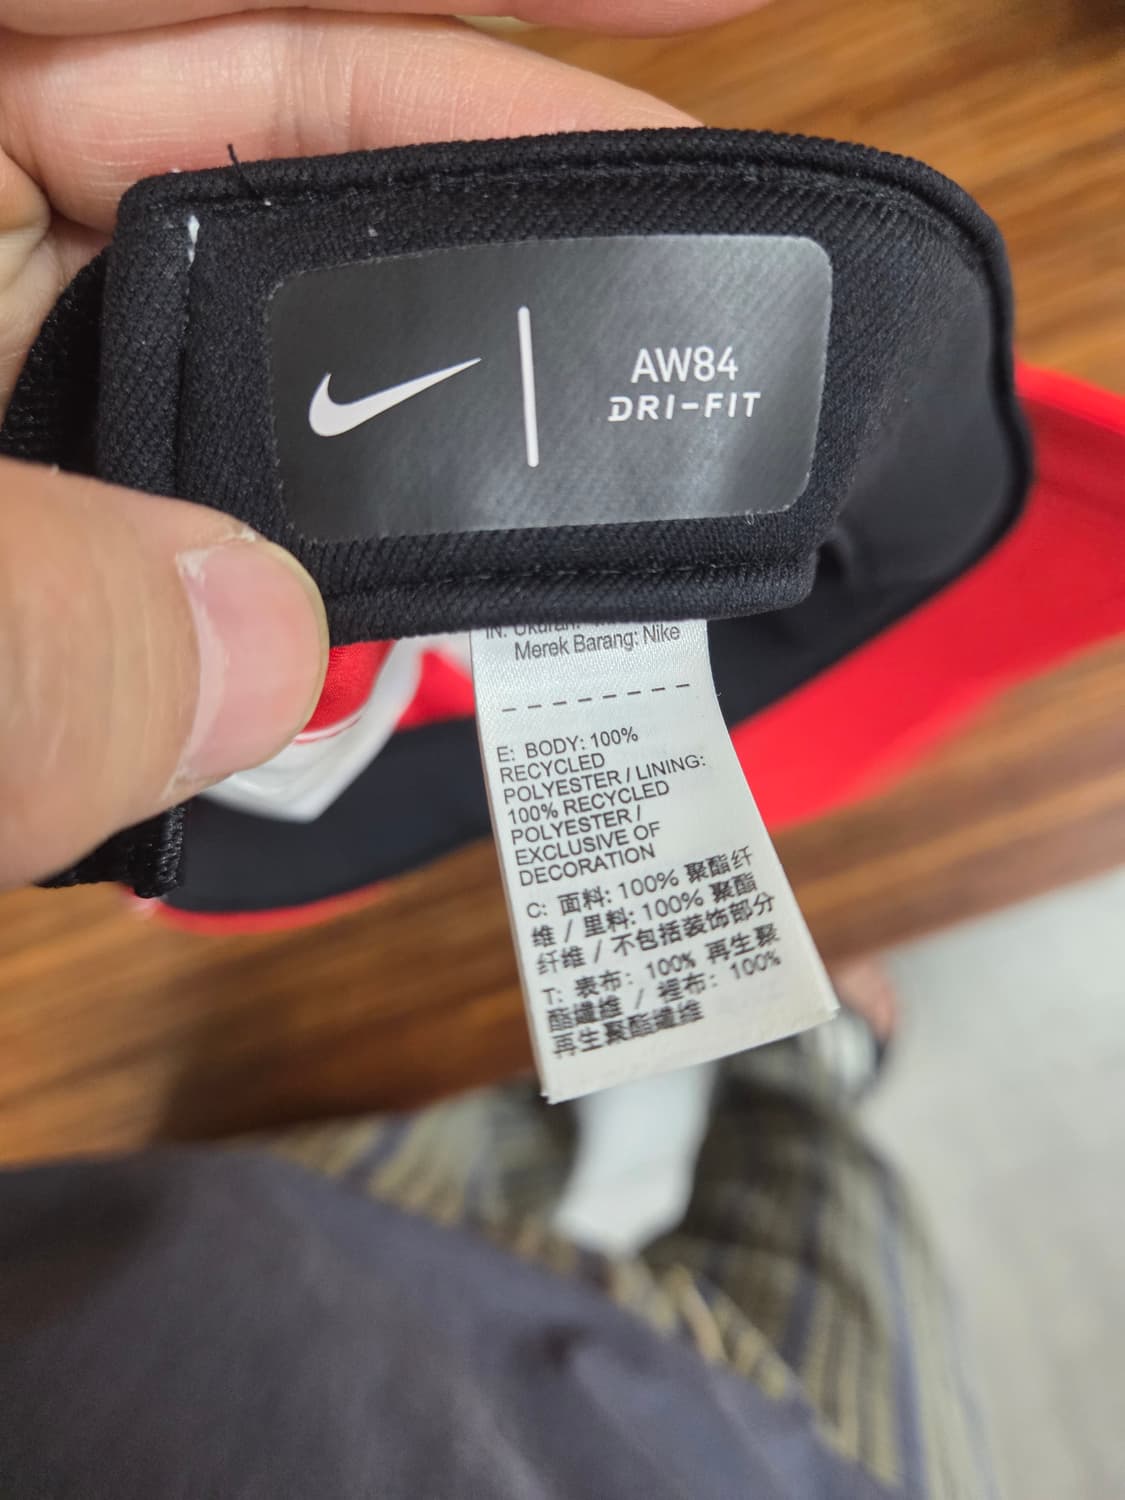 AW84
DRI-FIT
IN: Ukuran:
Merek Barang: Nike
E: BODY: 100%
RECYCLED
POLYESTER / LINING:
100% RECYCLED
POLYESTER /
EXCLUSIVE OF
DECORATION
C: 面料: 100% 聚酯纤
维 / 里料: 100% 聚酯
纤维 / 不包括装饰部分
T: 表布: 100% 再生聚
酯纖維 / 裡布: 100%
再生聚酯纖維